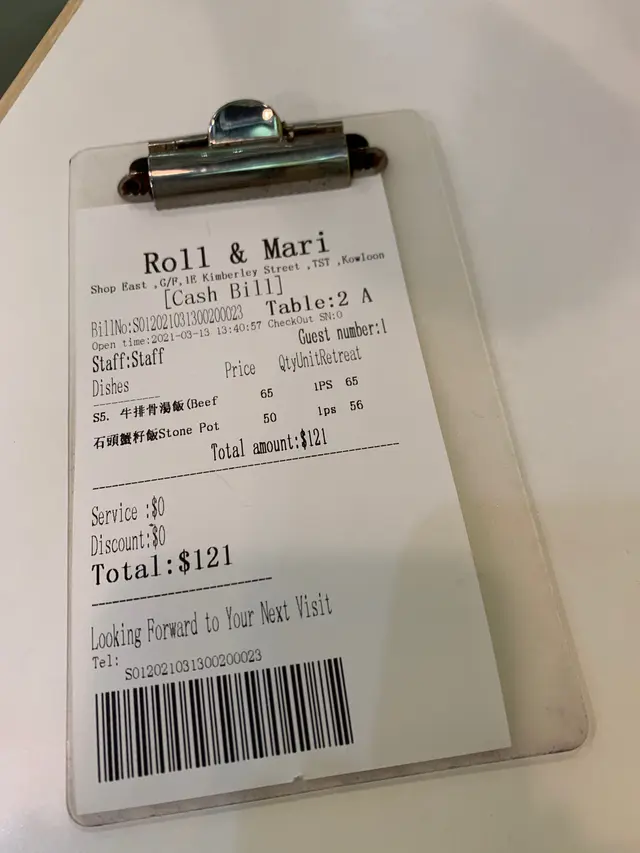 Roll & Mari
Shop East ,G/F,1E Kimberley Street ,TST ,Kowloon
[Cash Bill]
BillNo:S012021031300200023 Table:2 A
Open time:2021-03-13 13:40:57 CheckOut SN:0
Staff:Staff Guest number:1
Dishes Price QtyUnitRetreat
S5. 牛排骨湯飯(Beef 65 1PS 65
石頭蟹籽飯Stone Pot 50 1ps 56
Total amount:$121
Service :$0
Discount:$0
Total:$121
Looking Forward to Your Next Visit
Tel:
S012021031300200023